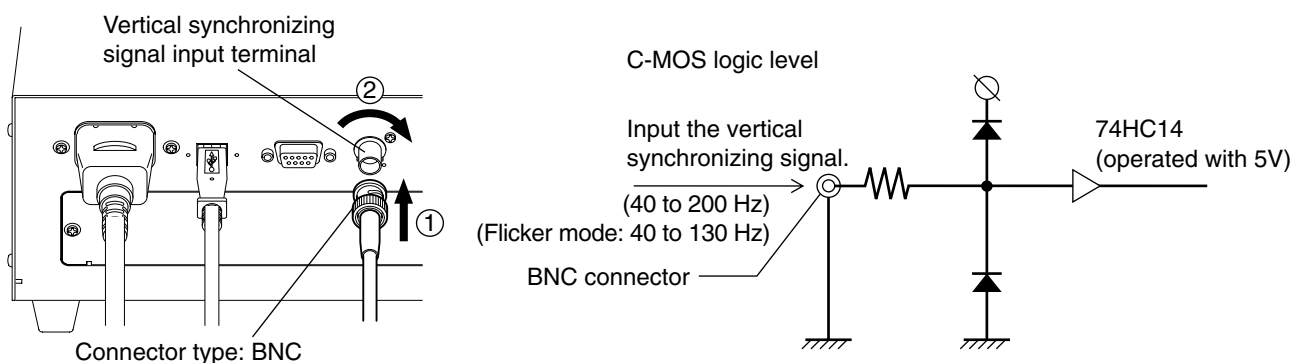 Vertical synchronizing
signal input terminal
②
①
Connector type: BNC
C-MOS logic level
Input the vertical
synchronizing signal.
(40 to 200 Hz)
(Flicker mode: 40 to 130 Hz)
BNC connector
74HC14
(operated with 5V)